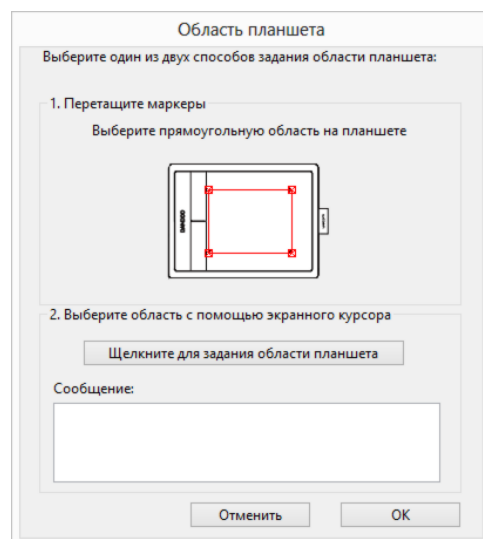 Область планшета
Выберите один из двух способов задания области планшета:
1. Перетащите маркеры
Выберите прямоугольную область на планшете
BAMBOO
2. Выберите область с помощью экранного курсора
Щелкните для задания области планшета
Сообщение:
Отменить
OK